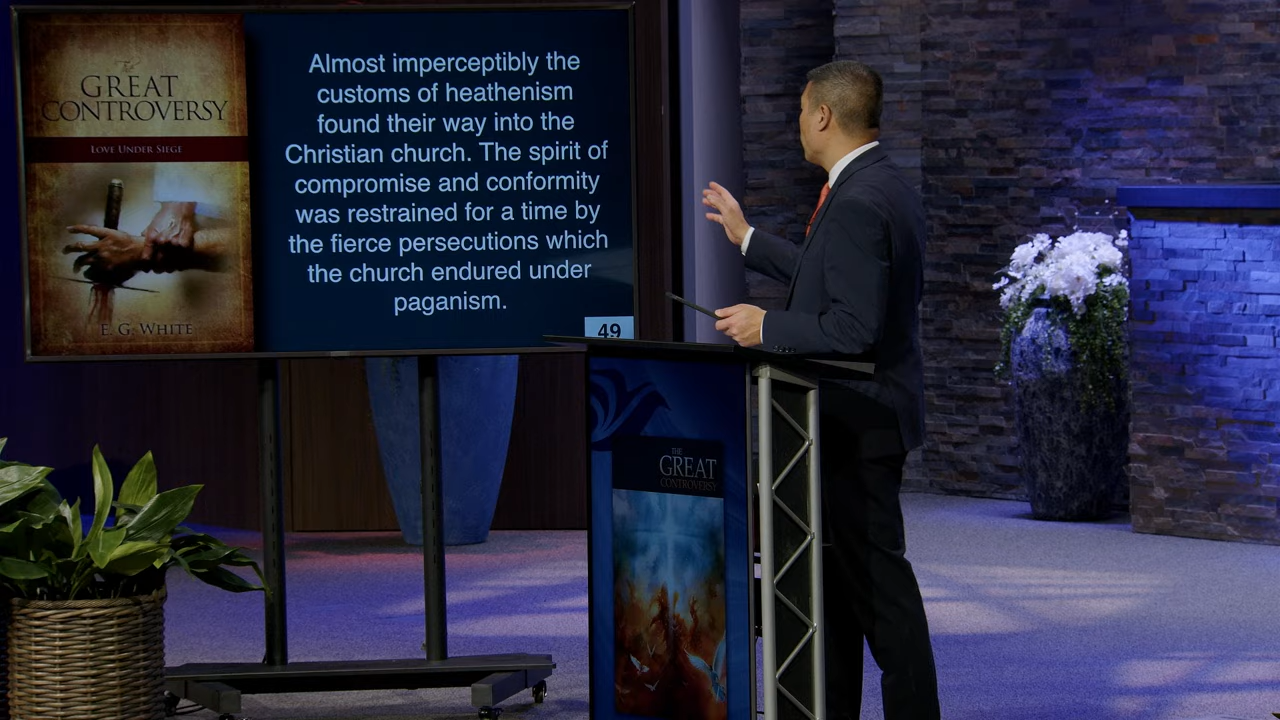 The
GREAT
CONTROVERSY
LOVE UNDER SIEGE
E. G. WHITE
Almost imperceptibly the
customs of heathenism
found their way into the
Christian church. The spirit of
compromise and conformity
was restrained for a time by
the fierce persecutions which
the church endured under
paganism.
49
THE
GREAT
CONTROVERSY